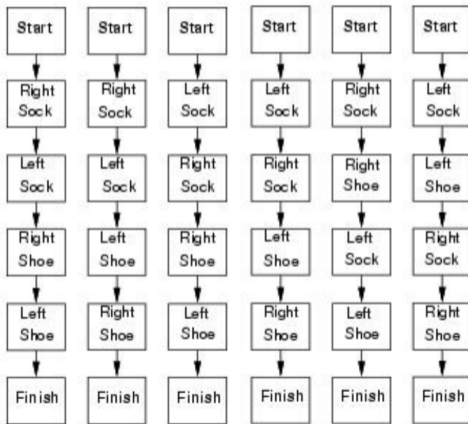 Start Start Start Start Start Start
Right Right Left Left Right Left
Sock Sock Sock Sock Sock Sock
Left Left Right Right Right Left
Sock Sock Sock Sock Shoe Shoe
Right Left Right Left Left Right
Shoe Shoe Shoe Shoe Sock Sock
Left Right Left Right Left Right
Shoe Shoe Shoe Shoe Shoe Shoe
Finish Finish Finish Finish Finish Finish